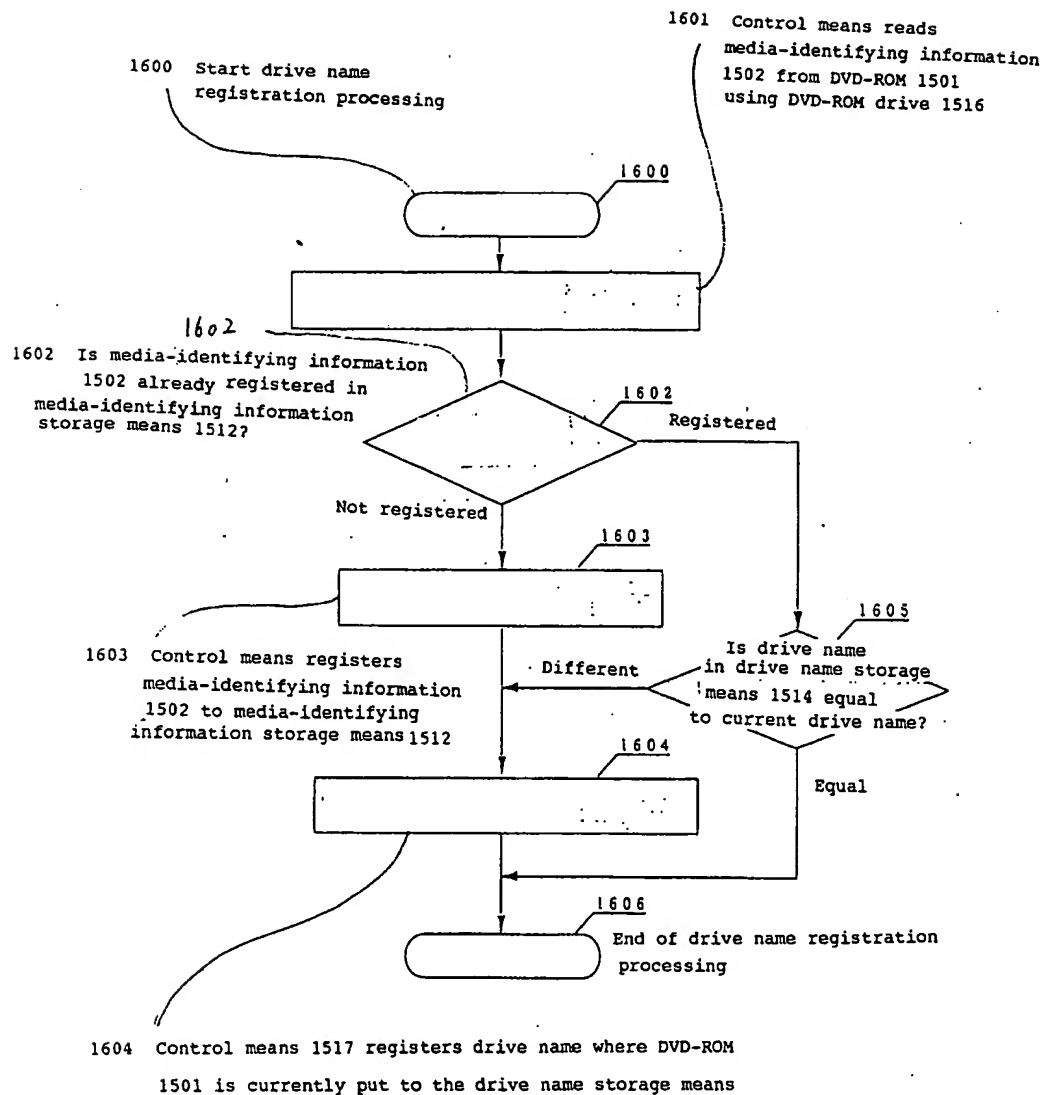 1601 Control means reads
media-identifying information
1502 from DVD-ROM 1501
using DVD-ROM drive 1516
1600 Start drive name
registration processing
1600
1602
1602 Is media-identifying information
1502 already registered in
media-identifying information
storage means 1512?
1602
Registered
Not registered
1603
1605
Is drive name
in drive name storage
means 1514 equal
to current drive name?
Different
1603 Control means registers
media-identifying information
1502 to media-identifying
information storage means 1512
1604
Equal
1606
End of drive name registration
processing
1604 Control means 1517 registers drive name where DVD-ROM
1501 is currently put to the drive name storage means